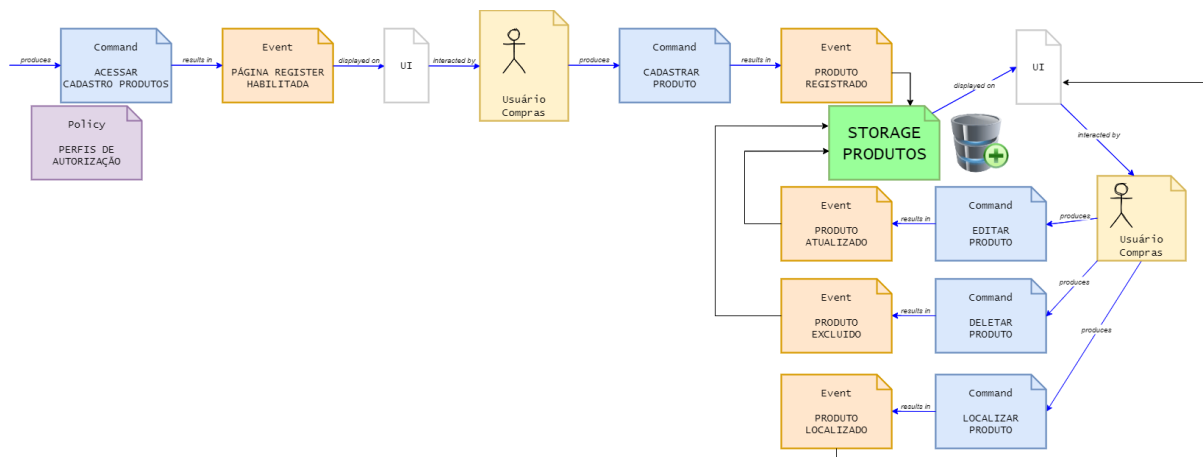 produces
Command
ACESSAR
CADASTRO PRODUTOS
results in
Event
PÁGINA REGISTER
HABILITADA
displayed on
UI
interacted by
Usuário
Compras
produces
Command
CADASTRAR
PRODUTO
results in
Event
PRODUTO
REGISTRADO
displayed on
UI
interacted by
Policy
PERFIS DE
AUTORIZAÇÃO
STORAGE
PRODUTOS
Event
PRODUTO
ATUALIZADO
results in
Command
EDITAR
PRODUTO
produces
Usuário
Compras
Event
PRODUTO
EXCLUIDO
results in
Command
DELETAR
PRODUTO
produces
produces
Event
PRODUTO
LOCALIZADO
results in
Command
LOCALIZAR
PRODUTO